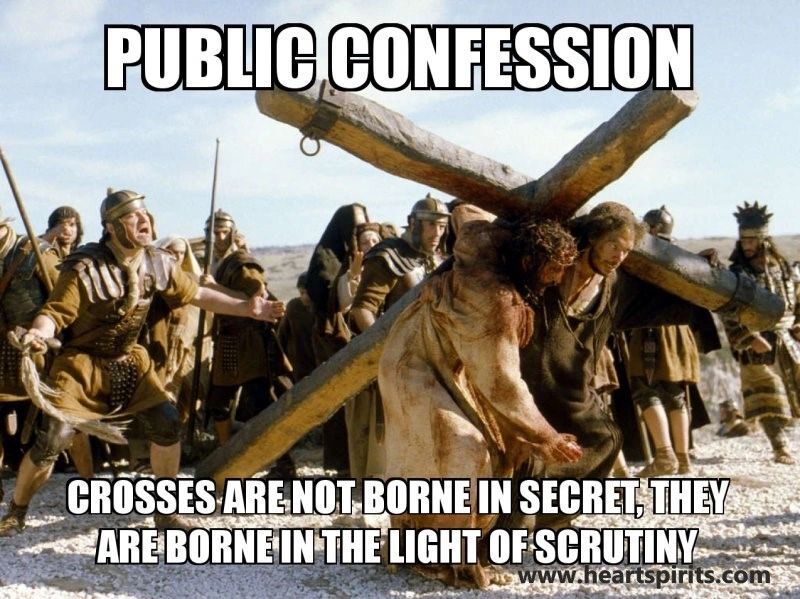 PUBLIC CONFESSION
CROSSES ARE NOT BORNE IN SECRET, THEY
ARE BORNE IN THE LIGHT OF SCRUTINY
www.heartspirits.com